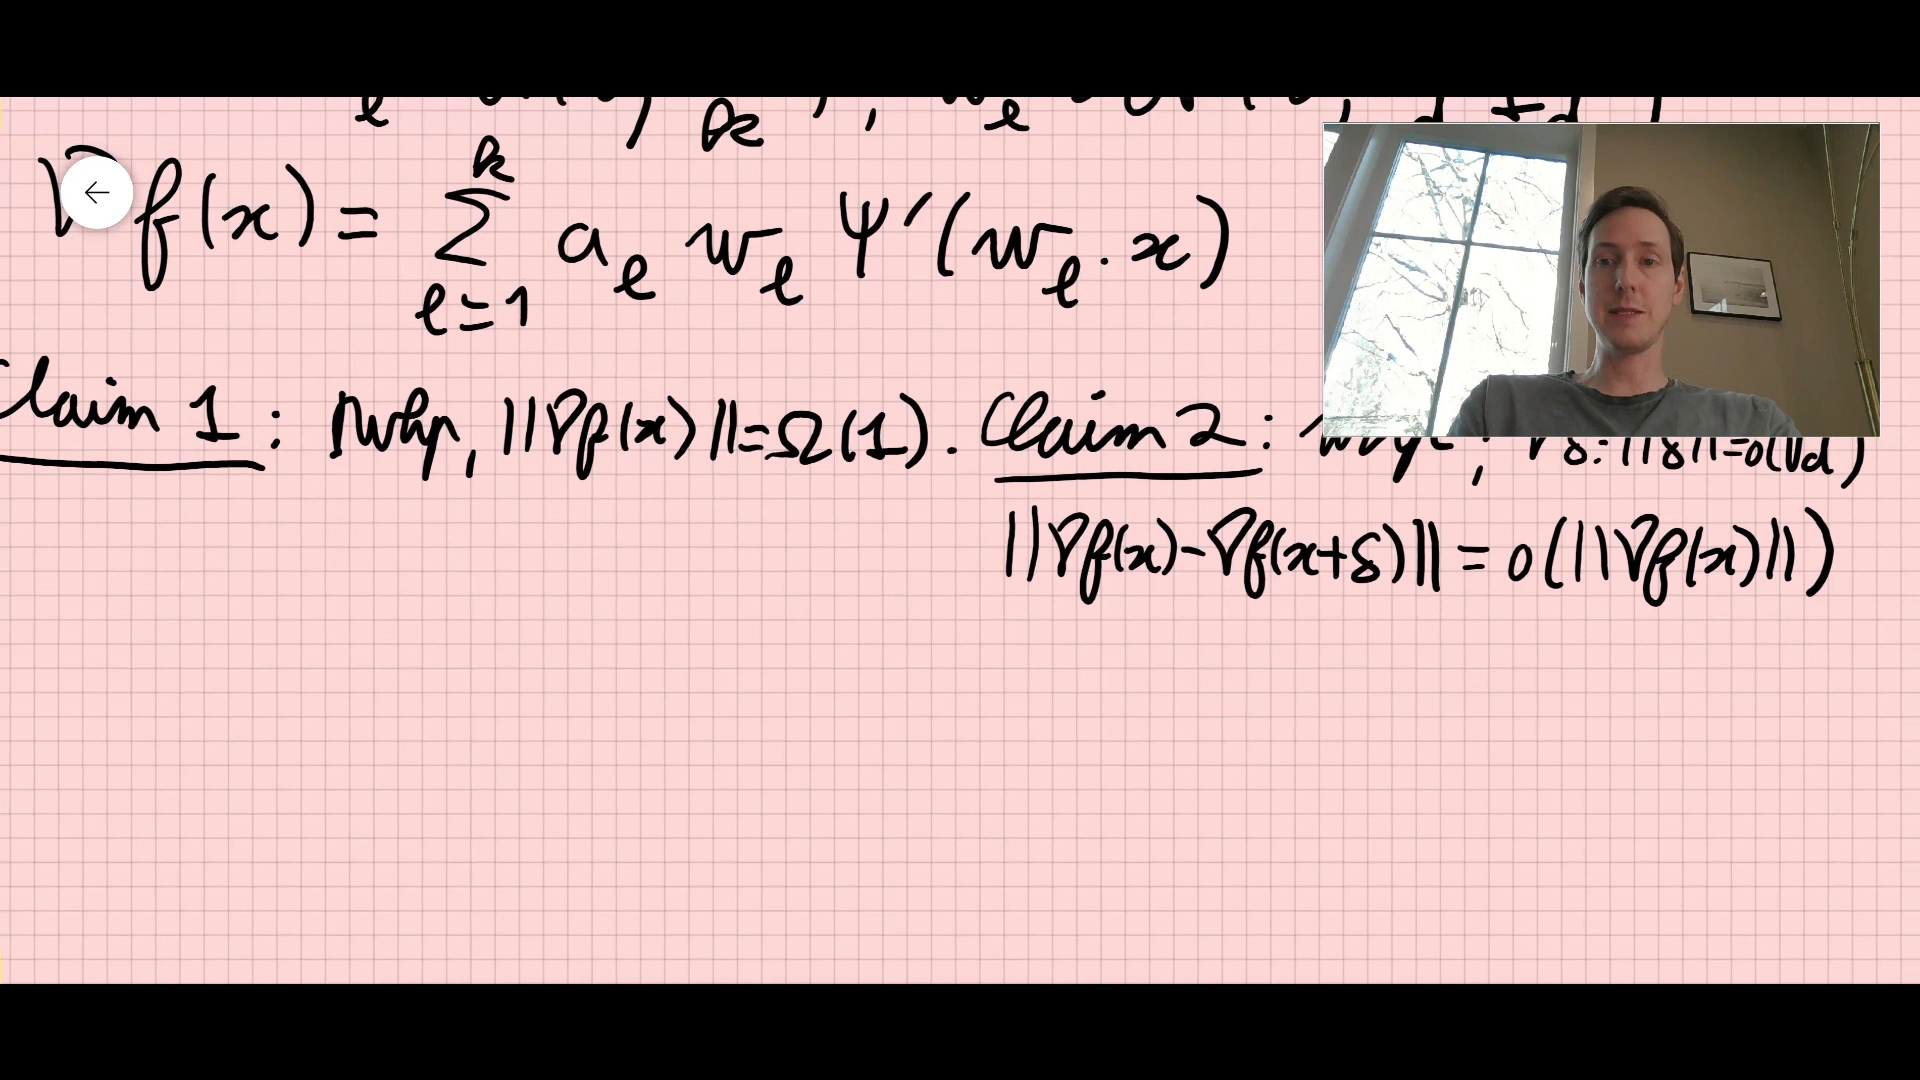 ∇f(x) = Σ_{ℓ=1}^{k} a_ℓ w_ℓ ψ′(w_ℓ · x)
Claim 1 : Whp, ||∇f(x)|| = Ω(1). Claim 2 : δ: ||δ|| = o(√d)
||∇f(x) - ∇f(x+δ)|| = o(||∇f(x)||)